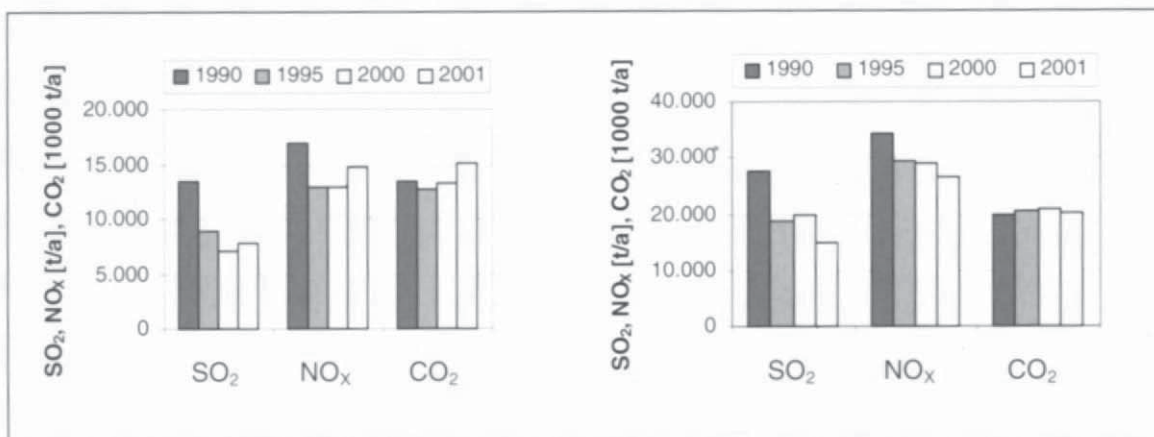 SO₂, NOₓ [t/a], CO₂ [1000 t/a]
1990 1995 2000 2001
20.000
15.000
10.000
5.000
0
SO₂ NOₓ CO₂
SO₂, NOₓ [t/a], CO₂ [1000 t/a]
1990 1995 2000 2001
40.000
30.000
20.000
10.000
0
SO₂ NOₓ CO₂